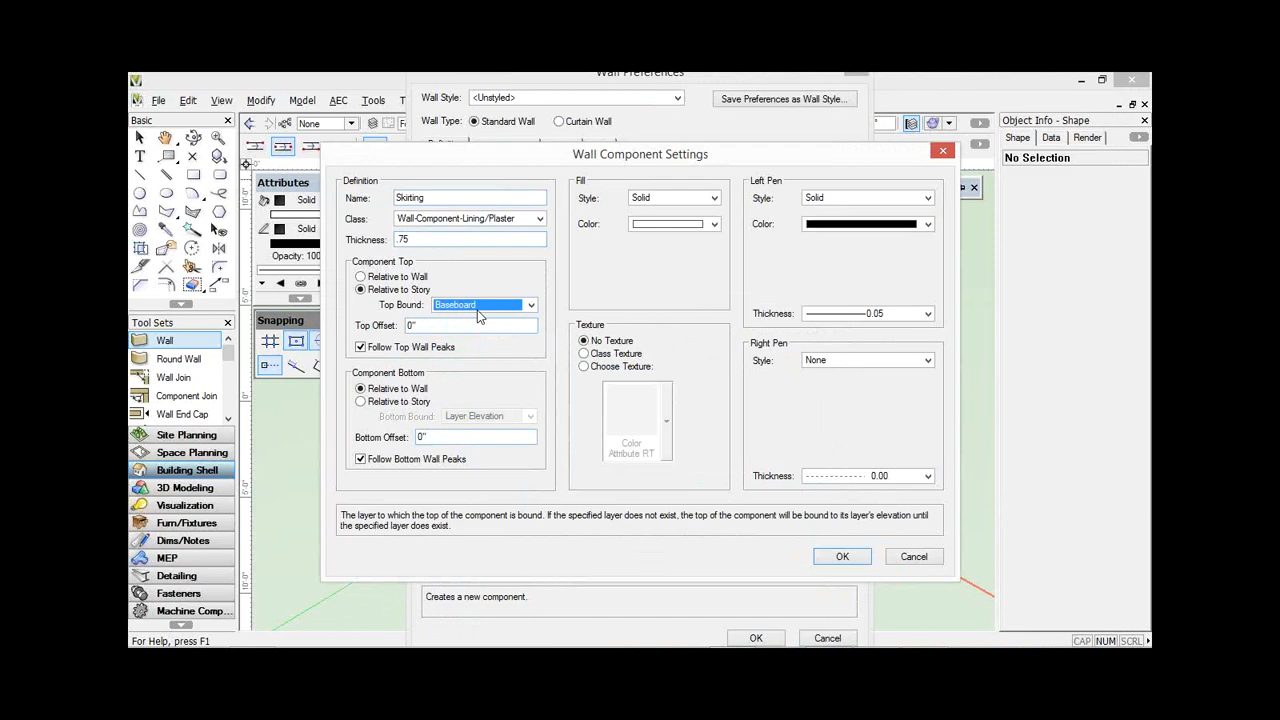 Wall Preferences
Wall Style: <Unstyled> Save Preferences as Wall Style...
File Edit View Modify Model AEC Tools T
Wall Type: Standard Wall Curtain Wall
Basic
None
Object Info - Shape
Shape Data Render
No Selection
Wall Component Settings
Attributes
Solid
Solid
Opacity: 100
Snapping
Definition
Name: Skirting
Class: Wall-Component-Lining/Plaster
Thickness: .75
Component Top
Relative to Wall
Relative to Story
Top Bound: Baseboard
Top Offset: 0"
Follow Top Wall Peaks
Component Bottom
Relative to Wall
Relative to Story
Bottom Bound: Layer Elevation
Bottom Offset: 0"
Follow Bottom Wall Peaks
Fill
Style: Solid
Color:
Texture
No Texture
Class Texture
Choose Texture:
Color
Attribute RT
Left Pen
Style: Solid
Color:
Thickness: 0.05
Right Pen
Style: None
Thickness: 0.00
The layer to which the top of the component is bound. If the specified layer does not exist, the top of the component will be bound to its layer's elevation until
the specified layer does exist.
OK Cancel
Tool Sets
Wall
Round Wall
Wall Join
Component Join
Wall End Cap
Site Planning
Space Planning
Building Shell
3D Modeling
Visualization
Furn/Fixtures
Dims/Notes
MEP
Detailing
Fasteners
Machine Comp...
Creates a new component.
OK Cancel
For Help, press F1
CAP NUM SCRL